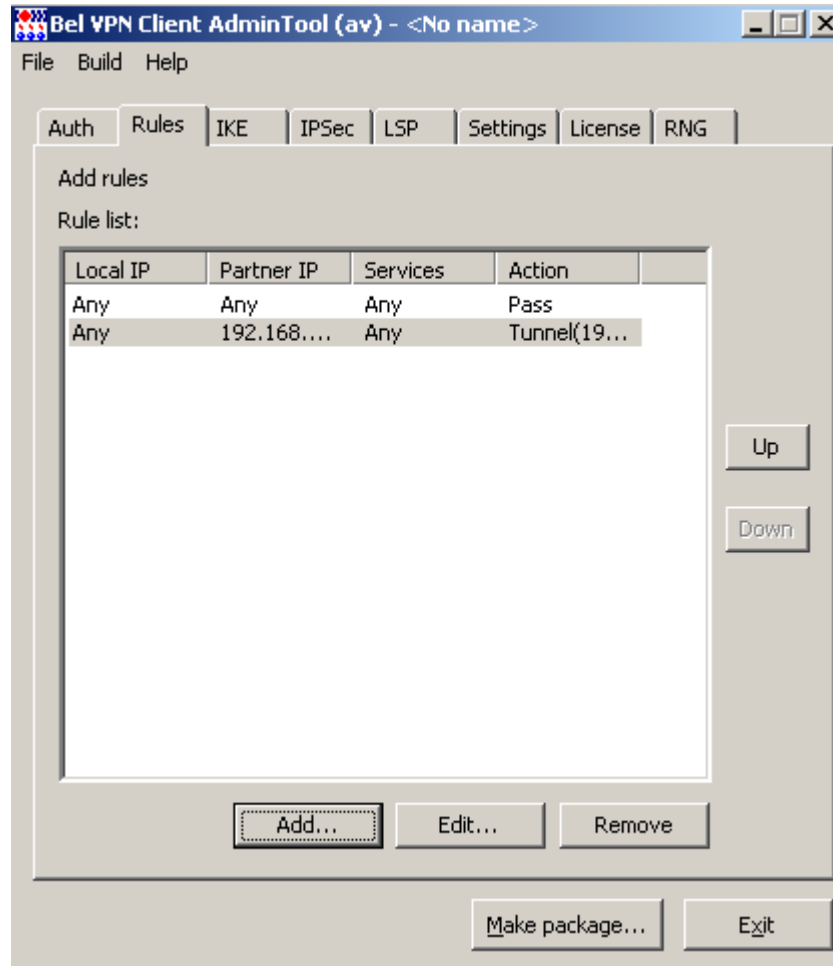 Bel VPN Client AdminTool (av) - <No name>
File Build Help
Auth Rules IKE IPSec LSP Settings License RNG
Add rules
Rule list:
Local IP Partner IP Services Action
Any Any Any Pass
Any 192.168.... Any Tunnel(19...
Up
Down
Add... Edit... Remove
Make package... Exit